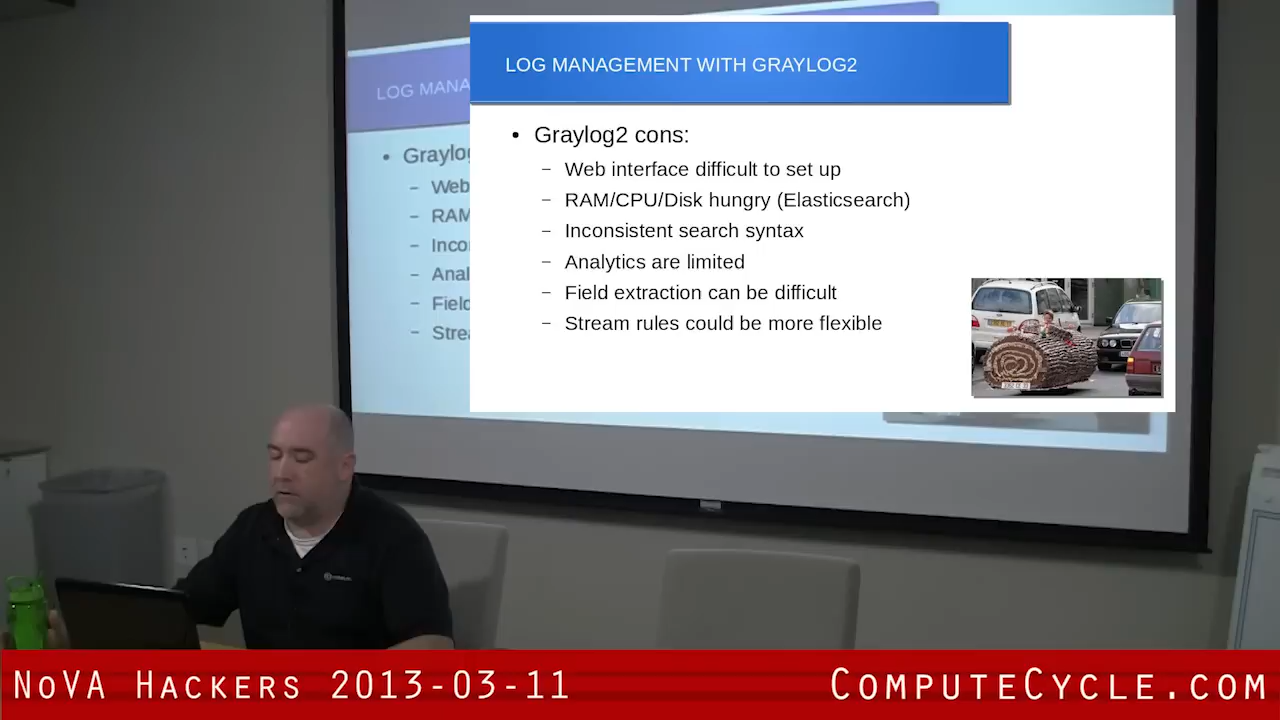 LOG MANAGEMENT WITH GRAYLOG2
• Graylog2 cons:
– Web interface difficult to set up
– RAM/CPU/Disk hungry (Elasticsearch)
– Inconsistent search syntax
– Analytics are limited
– Field extraction can be difficult
– Stream rules could be more flexible
LOG MANA
• Graylog
– Web
– RAM
– Inco
– Anal
– Field
– Strea
NoVA Hackers 2013-03-11
ComputeCycle.com